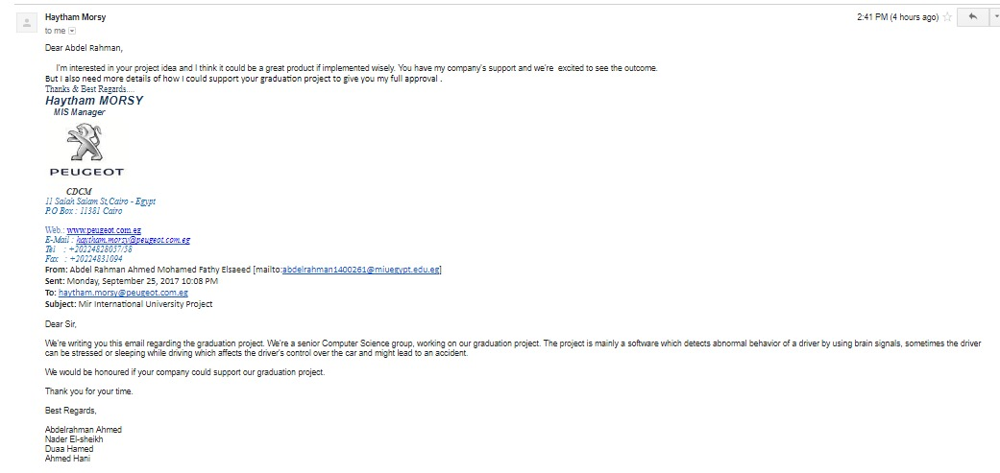 Haytham Morsy
2:41 PM (4 hours ago)
to me
Dear Abdel Rahman,
I'm interested in your project idea and I think it could be a great product if implemented wisely. You have my company's support and we're excited to see the outcome.
But I also need more details of how I could support your graduation project to give you my full approval .
Thanks & Best Regards....
Haytham MORSY
MIS Manager
PEUGEOT
CDCM
11 Salah Salam St,Cairo - Egypt
P.O Box : 11381 Cairo
Web.: www.peugeot.com.eg
E-Mail : haytham.morsy@peugeot.com.eg
Tel : +20224828057/58
Fax : +20224831094
From: Abdel Rahman Ahmed Mohamed Fathy Elsaeed [mailto:abdelrahman1400261@miuegypt.edu.eg]
Sent: Monday, September 25, 2017 10:08 PM
To: haytham.morsy@peugeot.com.eg
Subject: Mir International University Project
Dear Sir,
We're writing you this email regarding the graduation project. We're a senior Computer Science group, working on our graduation project. The project is mainly a software which detects abnormal behavior of a driver by using brain signals, sometimes the driver
can be stressed or sleeping while driving which affects the driver's control over the car and might lead to an accident.
We would be honoured if your company could support our graduation project.
Thank you for your time.
Best Regards,
Abdelrahman Ahmed
Nader El-sheikh
Duaa Hamed
Ahmed Hani